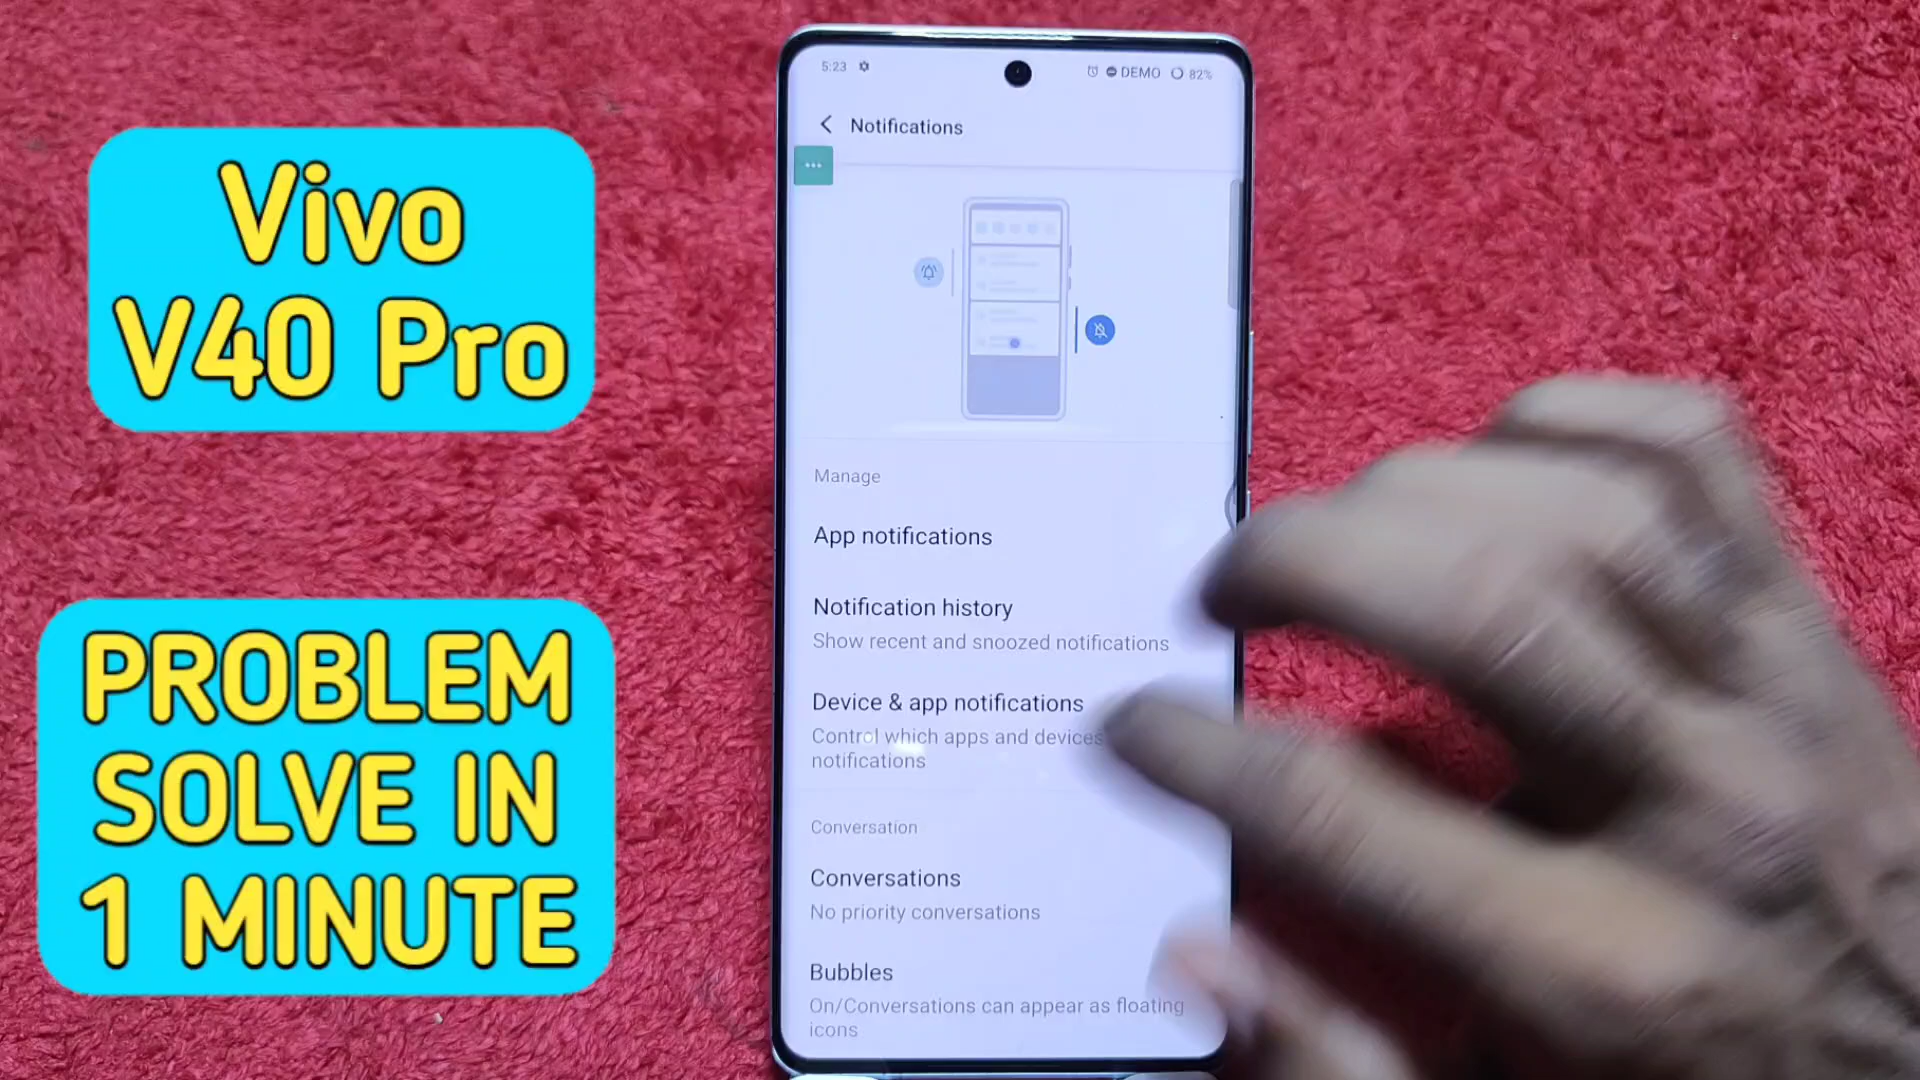 Vivo
V40 Pro
PROBLEM
SOLVE IN
1 MINUTE
5:23
DEMO
82%
Notifications
Manage
App notifications
Notification history
Show recent and snoozed notifications
Device & app notifications
Control which apps and devices
notifications
Conversation
Conversations
No priority conversations
Bubbles
On/Conversations can appear as floating
icons